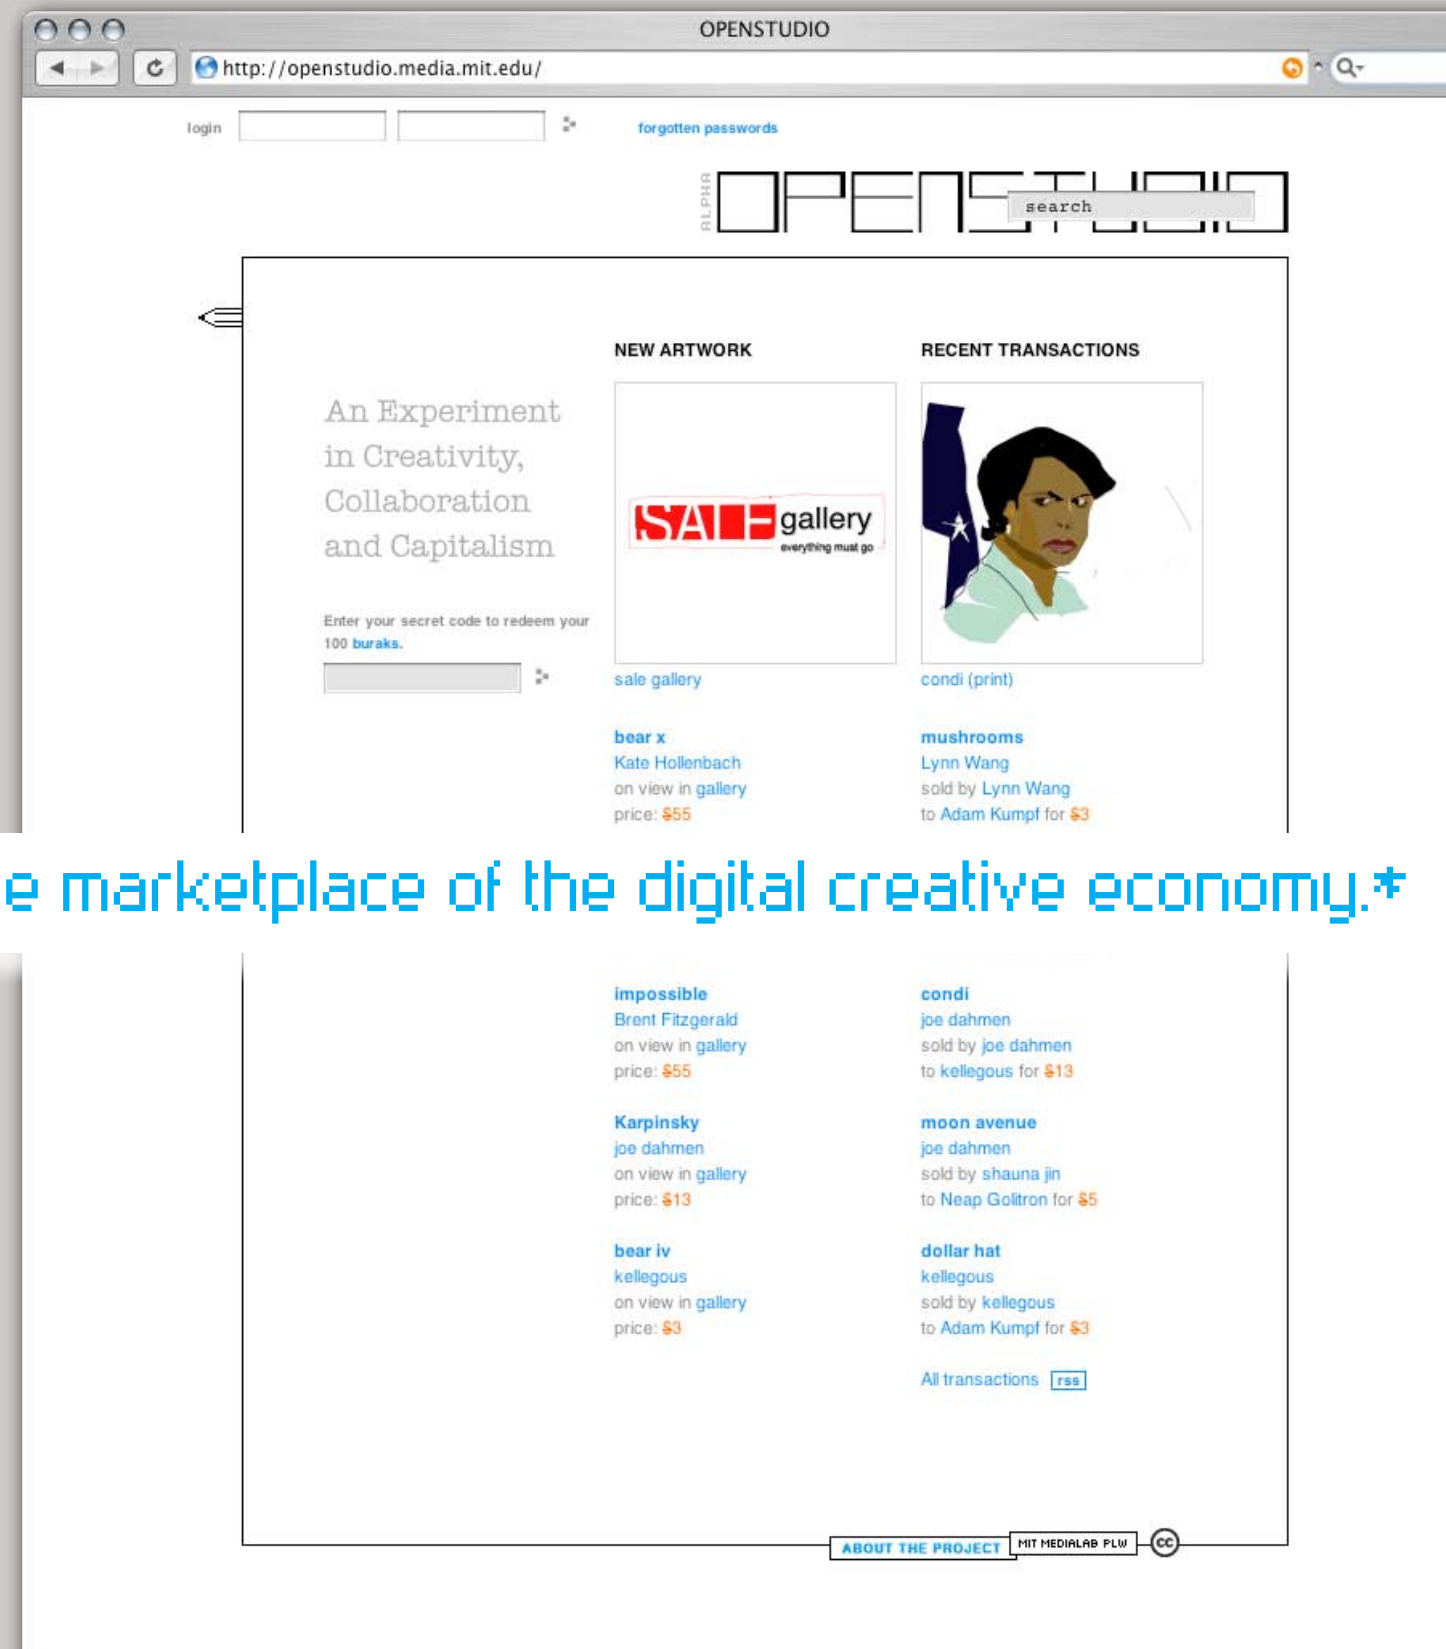 OPENSTUDIO
http://openstudio.media.mit.edu/
login
forgotten passwords
ALPHA
OPENSTUDIO
search
An Experiment
in Creativity,
Collaboration
and Capitalism
Enter your secret code to redeem your
100 buraks.
NEW ARTWORK
SALE gallery
everything must go
sale gallery
bear x
Kate Hollenbach
on view in gallery
price: $55
RECENT TRANSACTIONS
condi (print)
mushrooms
Lynn Wang
sold by Lynn Wang
to Adam Kumpf for $3
e marketplace of the digital creative economy.*
impossible
Brent Fitzgerald
on view in gallery
price: $55
Karpinsky
joe dahmen
on view in gallery
price: $13
bear iv
kellegous
on view in gallery
price: $3
condi
joe dahmen
sold by joe dahmen
to kellegous for $13
moon avenue
joe dahmen
sold by shauna jin
to Neap Golitron for $5
dollar hat
kellegous
sold by kellegous
to Adam Kumpf for $3
All transactions rss
ABOUT THE PROJECT
MIT MEDIALAB PLW
cc